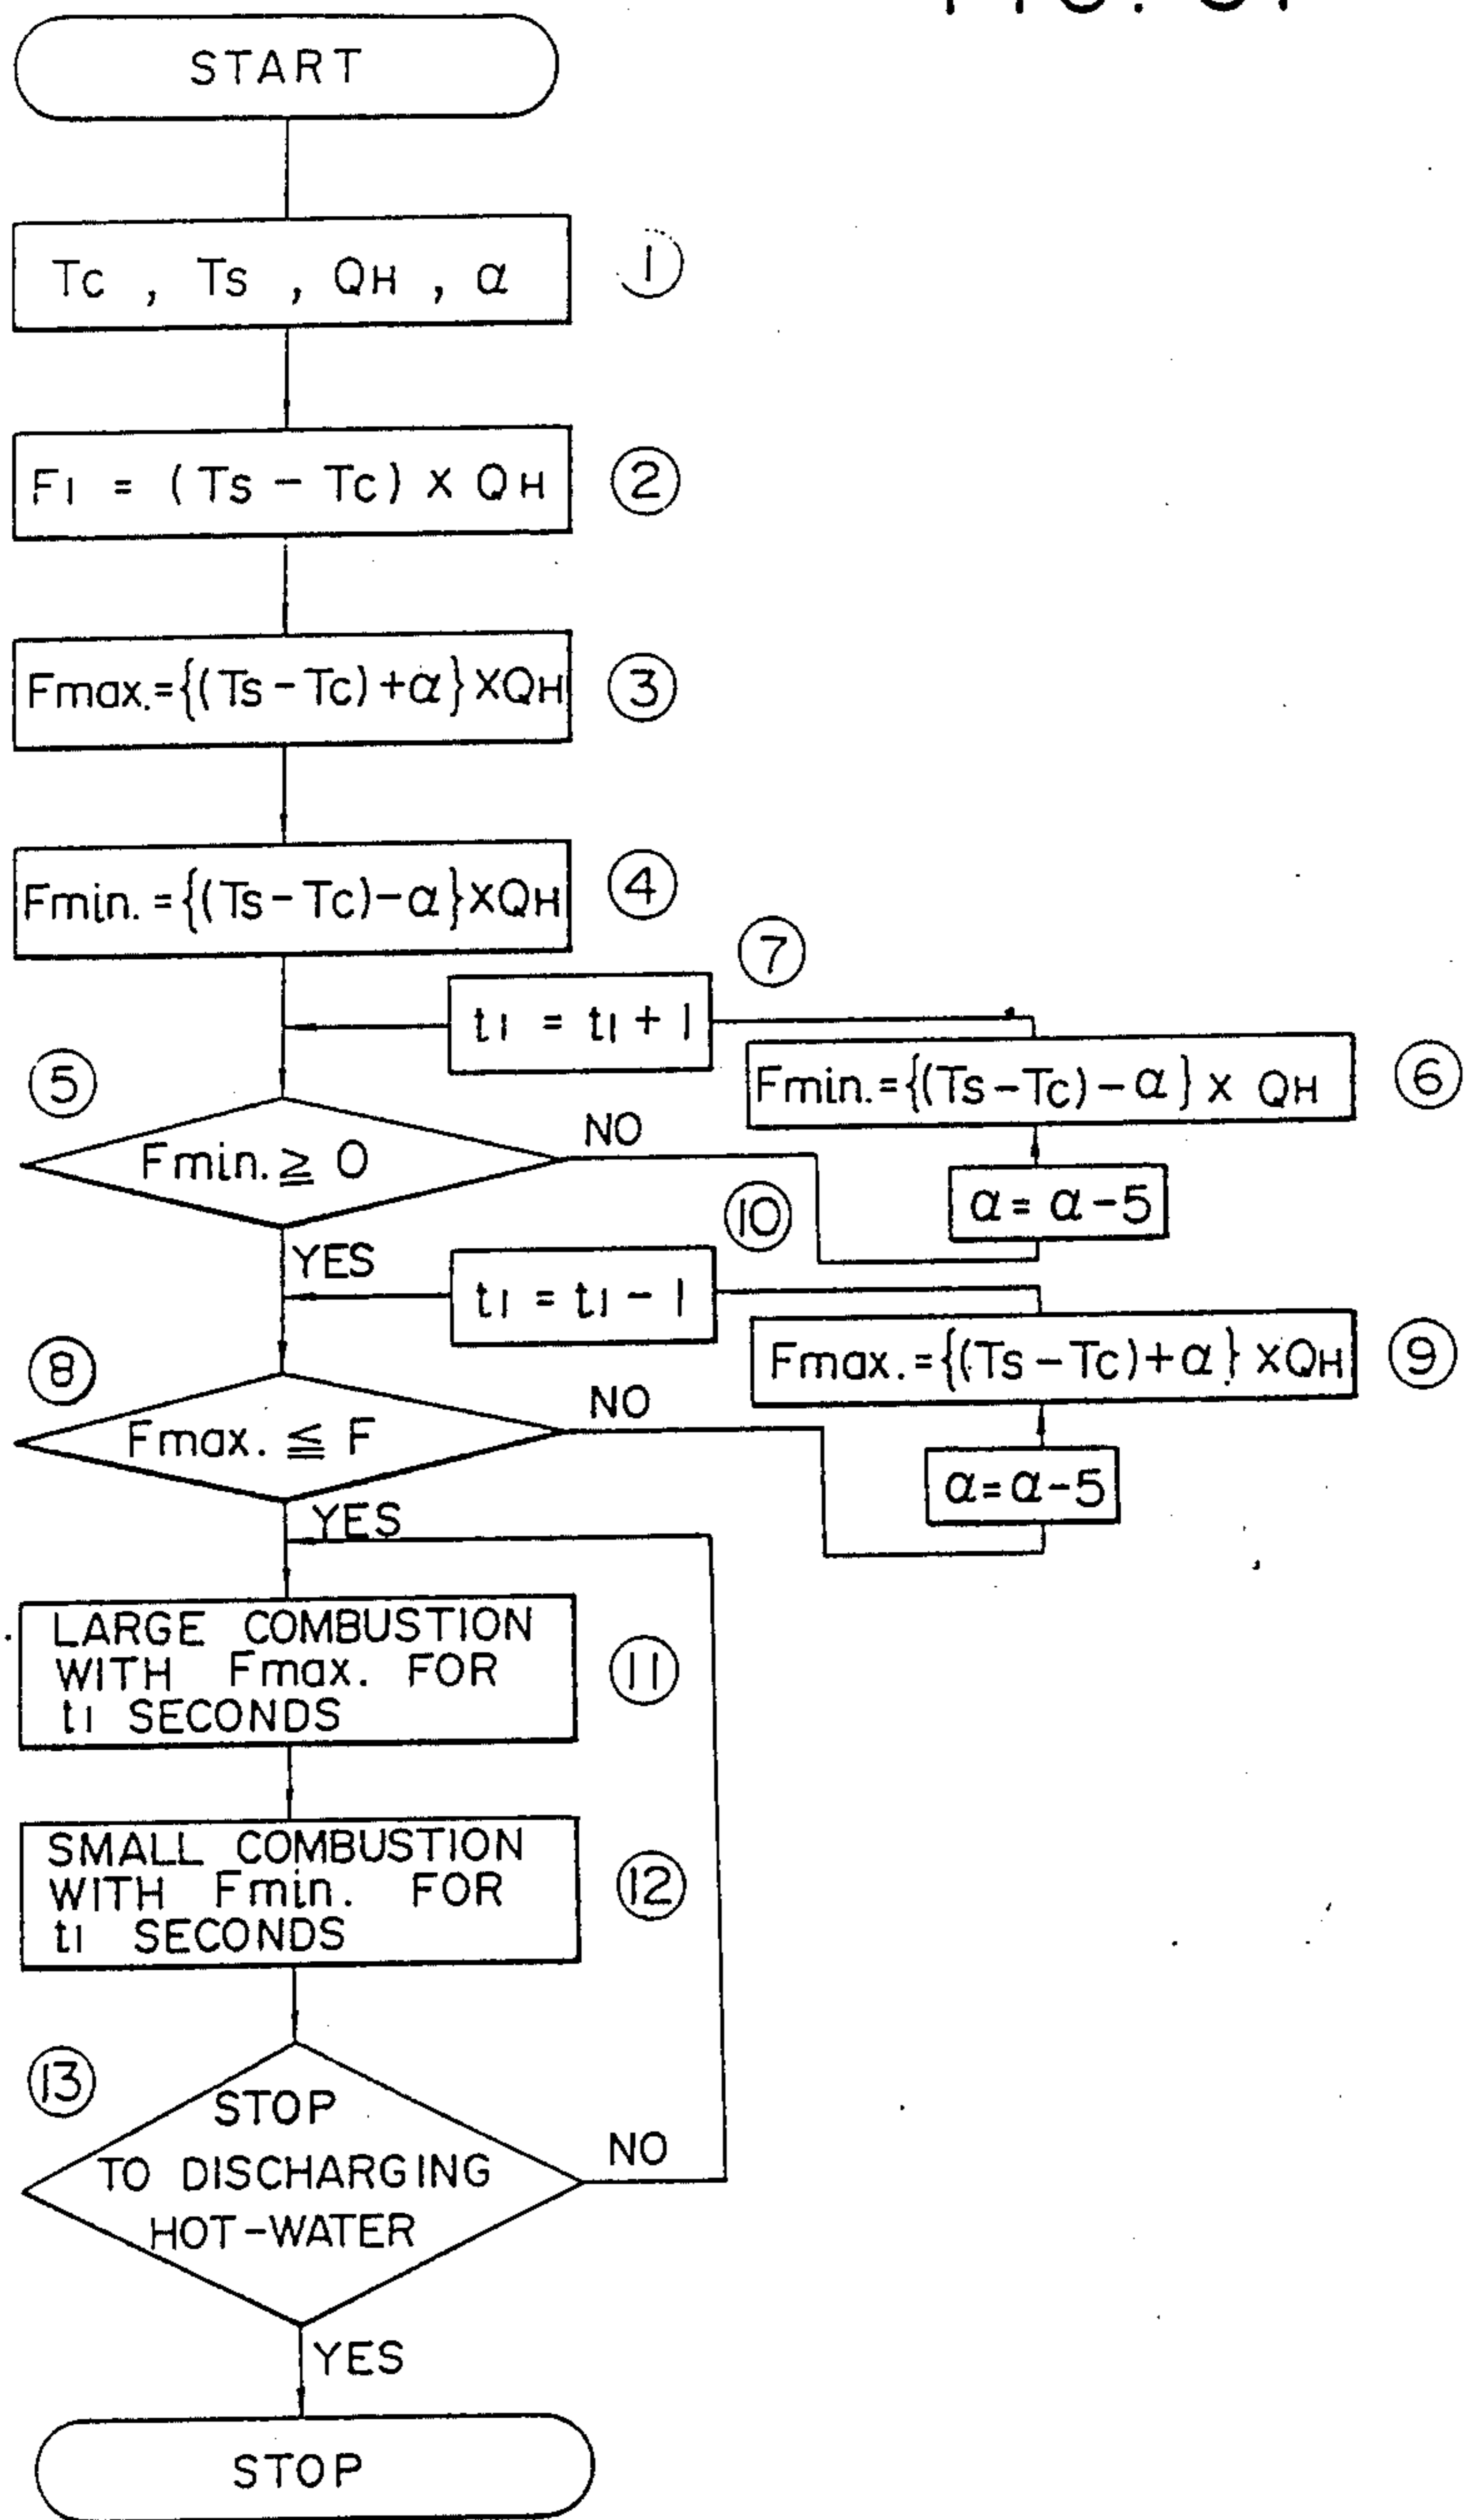 START
Tc , Ts , QH , α
①
F1 = (Ts - Tc) × QH
②
Fmax.={(Ts-Tc)+α}×QH
③
Fmin.={(Ts-Tc)-α}×QH
④
⑦
t1 = t1 + 1
Fmin.={(Ts-Tc)-α} × QH
⑥
⑤
Fmin. ≧ 0
NO
α = α-5
⑩
YES
t1 = t1 - 1
Fmax.={(Ts-Tc)+α} ×QH
⑨
⑧
Fmax. ≦ F
NO
α=α-5
YES
LARGE COMBUSTION
WITH Fmax. FOR
t1 SECONDS
⑪
SMALL COMBUSTION
WITH Fmin. FOR
t1 SECONDS
⑫
⑬
STOP
TO DISCHARGING
HOT-WATER
NO
YES
STOP